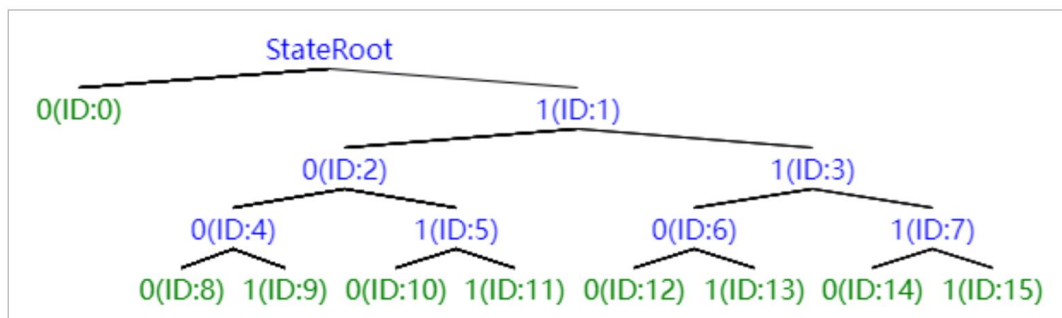 StateRoot
0(ID:0) 1(ID:1)
0(ID:2) 1(ID:3)
0(ID:4) 1(ID:5) 0(ID:6) 1(ID:7)
0(ID:8) 1(ID:9) 0(ID:10) 1(ID:11) 0(ID:12) 1(ID:13) 0(ID:14) 1(ID:15)